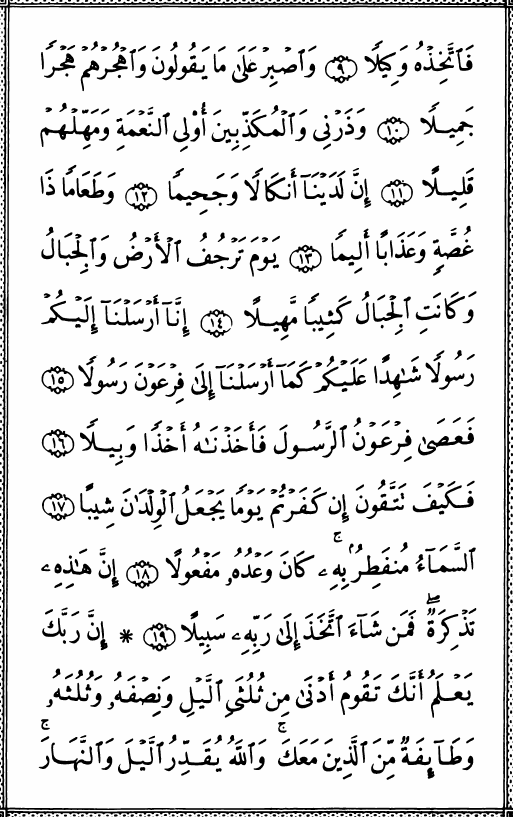 فَٱتَّخِذْهُ وَكِيلًا ٩ وَٱصْبِرْ عَلَىٰ مَا يَقُولُونَ وَٱهْجُرْهُمْ هَجْرًا
جَمِيلًا ١٠ وَذَرْنِى وَٱلْمُكَذِّبِينَ أُو۟لِى ٱلنَّعْمَةِ وَمَهِّلْهُمْ
قَلِيلًا ١١ إِنَّ لَدَيْنَآ أَنكَالًا وَجَحِيمًا ١٢ وَطَعَامًا ذَا
غُصَّةٍ وَعَذَابًا أَلِيمًا ١٣ يَوْمَ تَرْجُفُ ٱلْأَرْضُ وَٱلْجِبَالُ
وَكَانَتِ ٱلْجِبَالُ كَثِيبًا مَّهِيلًا ١٤ إِنَّآ أَرْسَلْنَآ إِلَيْكُمْ
رَسُولًا شَـٰهِدًا عَلَيْكُمْ كَمَآ أَرْسَلْنَآ إِلَىٰ فِرْعَوْنَ رَسُولًا ١٥
فَعَصَىٰ فِرْعَوْنُ ٱلرَّسُولَ فَأَخَذْنَـٰهُ أَخْذًا وَبِيلًا ١٦
فَكَيْفَ تَتَّقُونَ إِن كَفَرْتُمْ يَوْمًا يَجْعَلُ ٱلْوِلْدَٰنَ شِيبًا ١٧
ٱلسَّمَآءُ مُنفَطِرٌۢ بِهِۦ ۚ كَانَ وَعْدُهُۥ مَفْعُولًا ١٨ إِنَّ هَـٰذِهِۦ
تَذْكِرَةٌ ۖ فَمَن شَآءَ ٱتَّخَذَ إِلَىٰ رَبِّهِۦ سَبِيلًا ١٩ * إِنَّ رَبَّكَ
يَعْلَمُ أَنَّكَ تَقُومُ أَدْنَىٰ مِن ثُلُثَىِ ٱلَّيْلِ وَنِصْفَهُۥ وَثُلُثَهُۥ
وَطَآئِفَةٌ مِّنَ ٱلَّذِينَ مَعَكَ ۚ وَٱللَّهُ يُقَدِّرُ ٱلَّيْلَ وَٱلنَّهَارَ ۚ